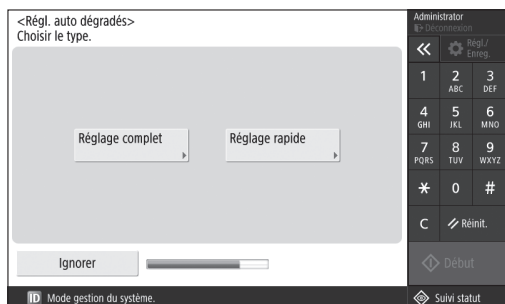 <Régl. auto dégradés>
Choisir le type.
Réglage complet
Réglage rapide
Ignorer
ID Mode gestion du système.
Administrator
Déconnexion
Régl./
Enreg.
1 2 3
ABC DEF
4 5 6
GHI JKL MNO
7 8 9
PQRS TUV WXYZ
* 0 #
C Réinit.
Début
Suivi statut